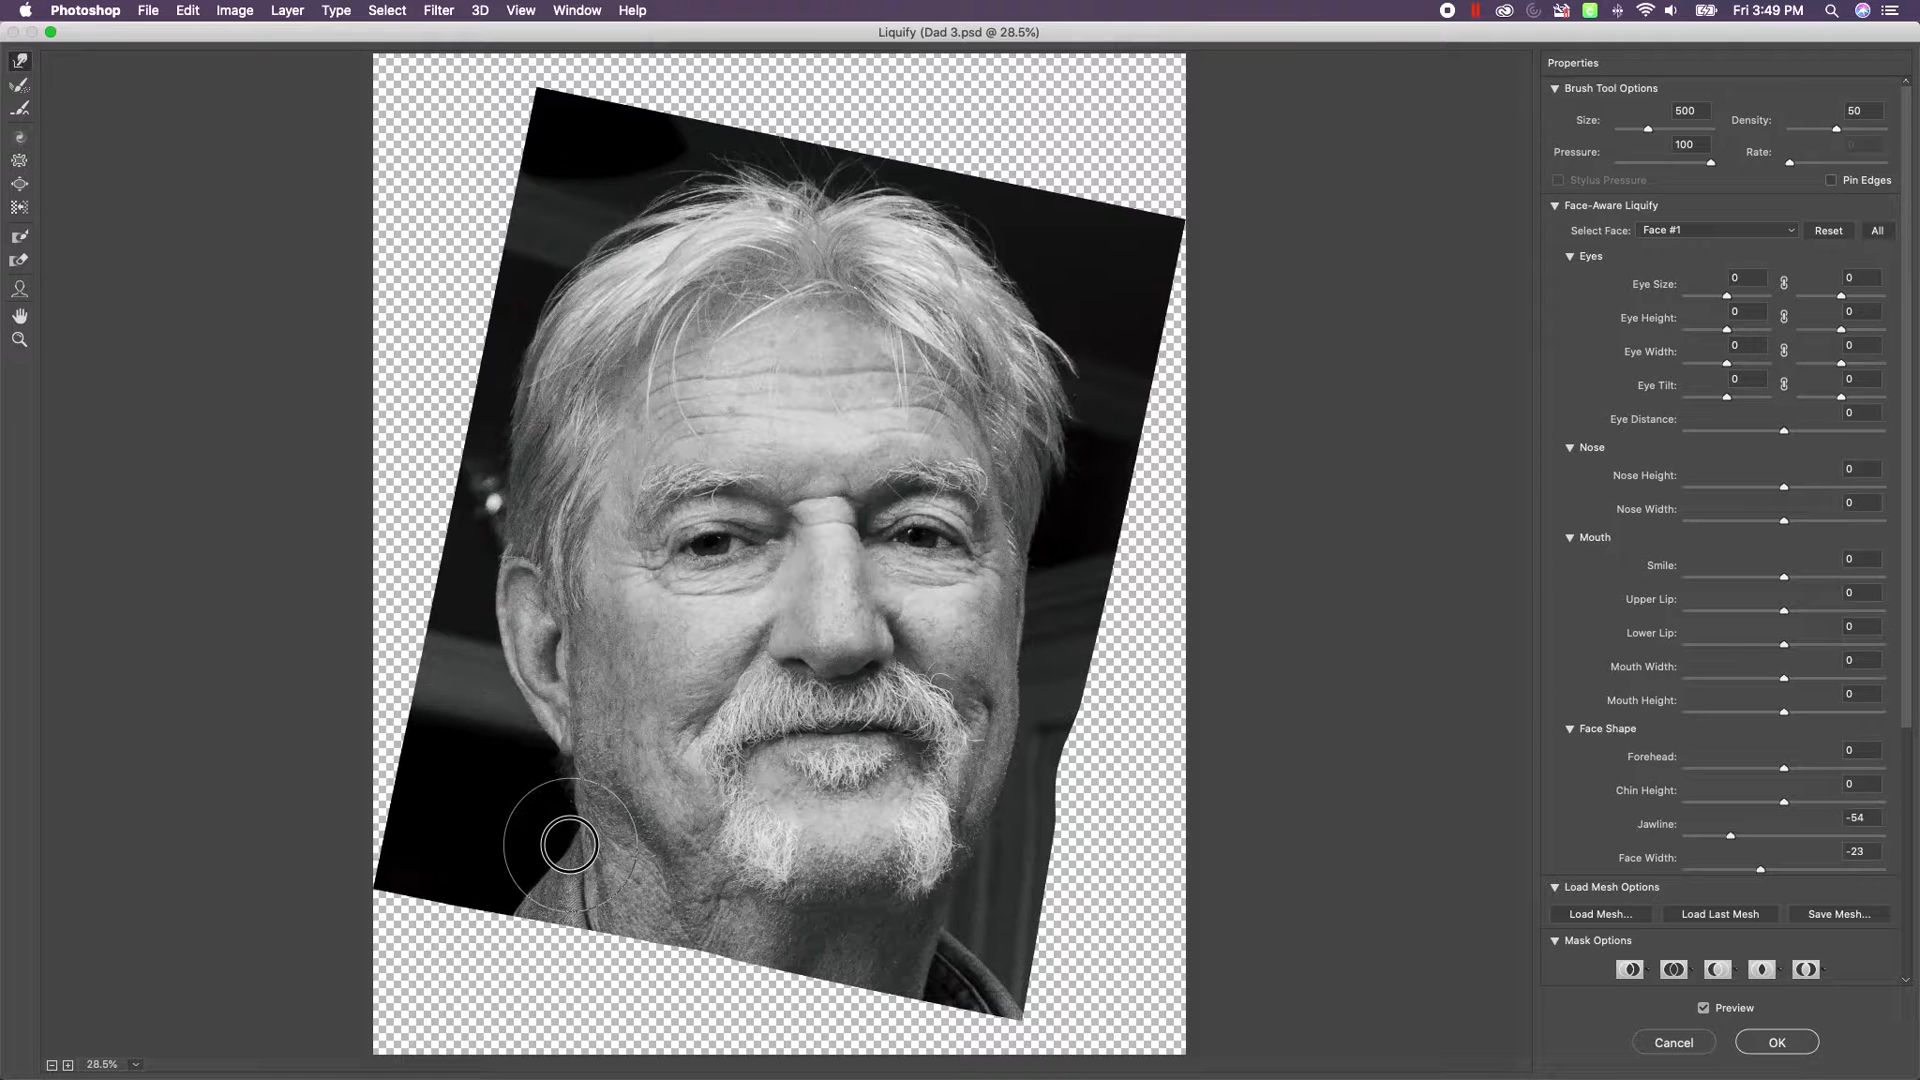 Photoshop File Edit Image Layer Type Select Filter 3D View Window Help
Fri 3:49 PM
Liquify (Dad 3.psd @ 28.5%)
Properties
Brush Tool Options
Size: 500 Density: 50
Pressure: 100 Rate: 0
Stylus Pressure Pin Edges
Face-Aware Liquify
Select Face: Face #1 Reset All
Eyes
Eye Size: 0 0
Eye Height: 0 0
Eye Width: 0 0
Eye Tilt: 0 0
Eye Distance: 0
Nose
Nose Height: 0
Nose Width: 0
Mouth
Smile: 0
Upper Lip: 0
Lower Lip: 0
Mouth Width: 0
Mouth Height: 0
Face Shape
Forehead: 0
Chin Height: 0
Jawline: -54
Face Width: -23
Load Mesh Options
Load Mesh... Load Last Mesh Save Mesh...
Mask Options
Preview
Cancel OK
28.5%